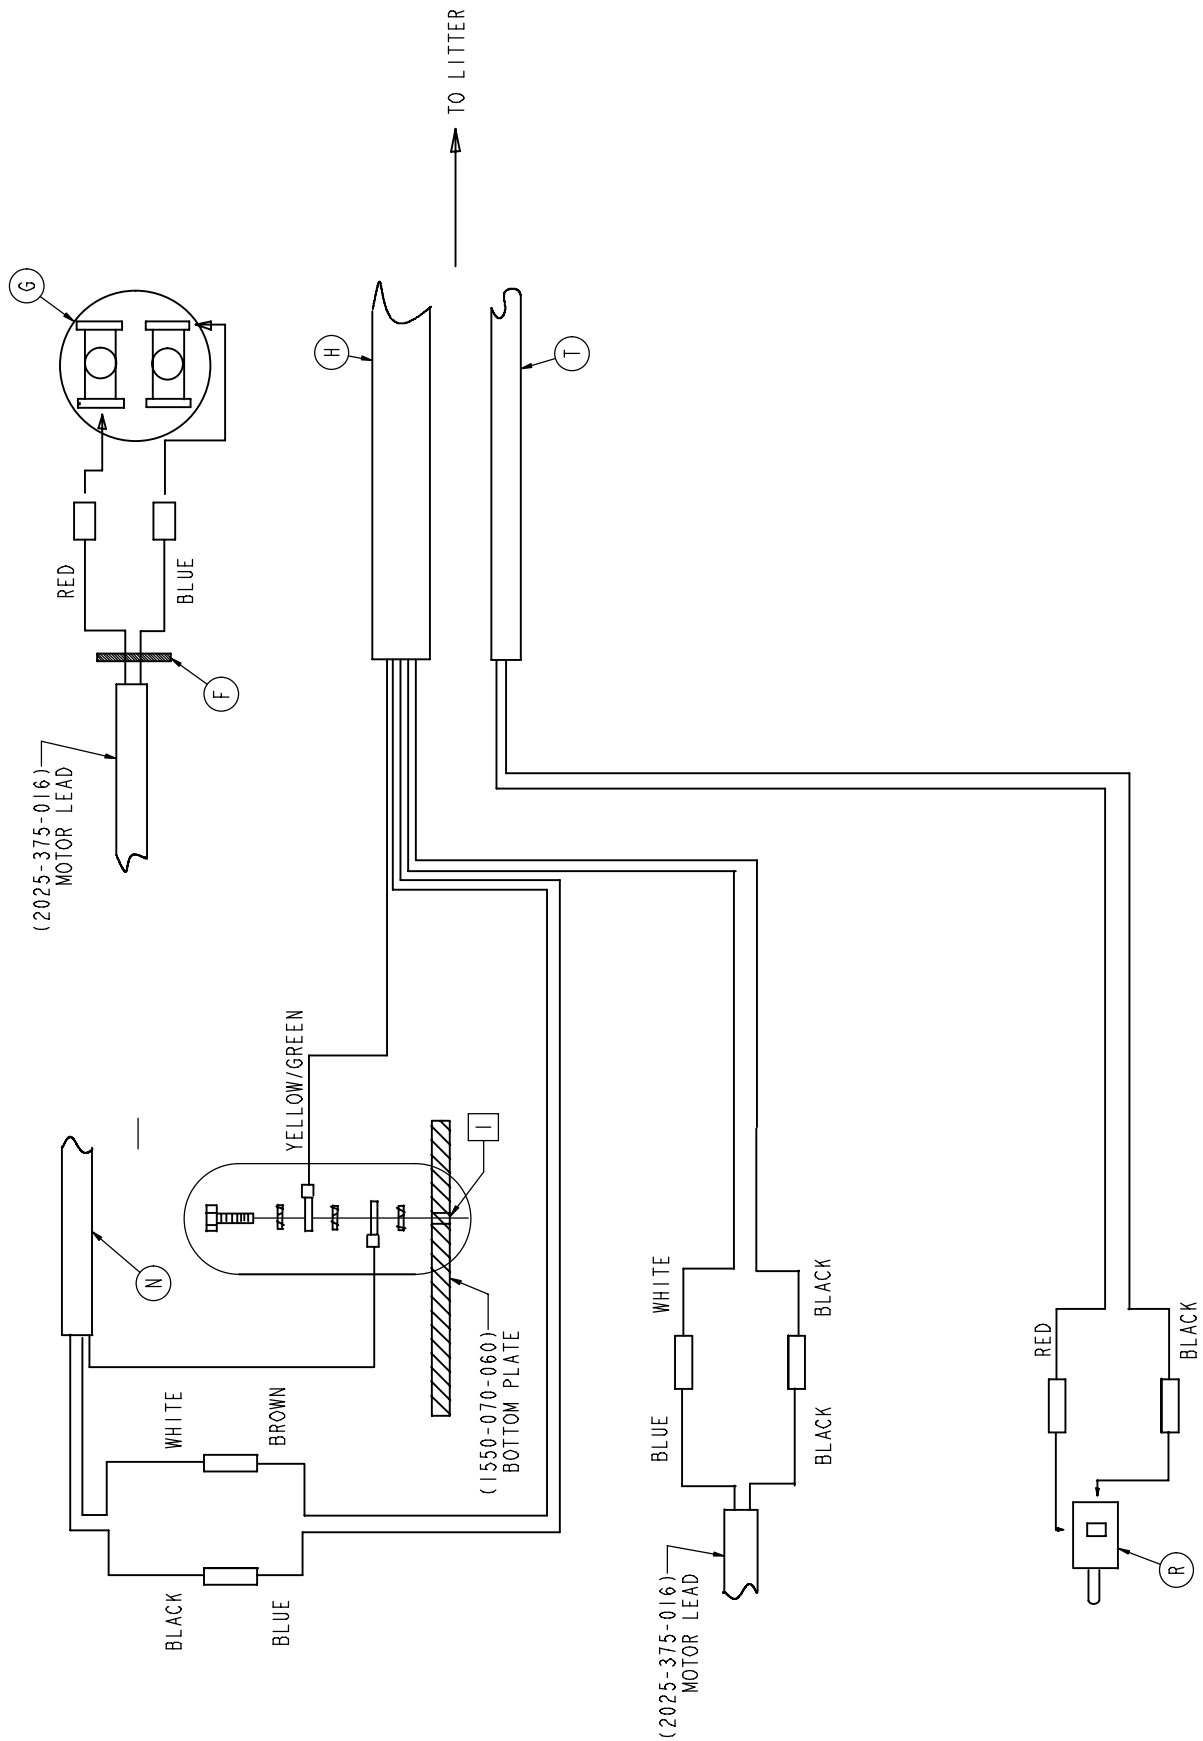 G
(2025-375-016)
MOTOR LEAD
RED
BLUE
F
N
BLACK
WHITE
BLUE
BROWN
YELLOW/GREEN
H
TO LITTER
1
(1550-070-060)
BOTTOM PLATE
T
BLUE
WHITE
(2025-375-016)
MOTOR LEAD
BLACK
BLACK
RED
R
BLACK